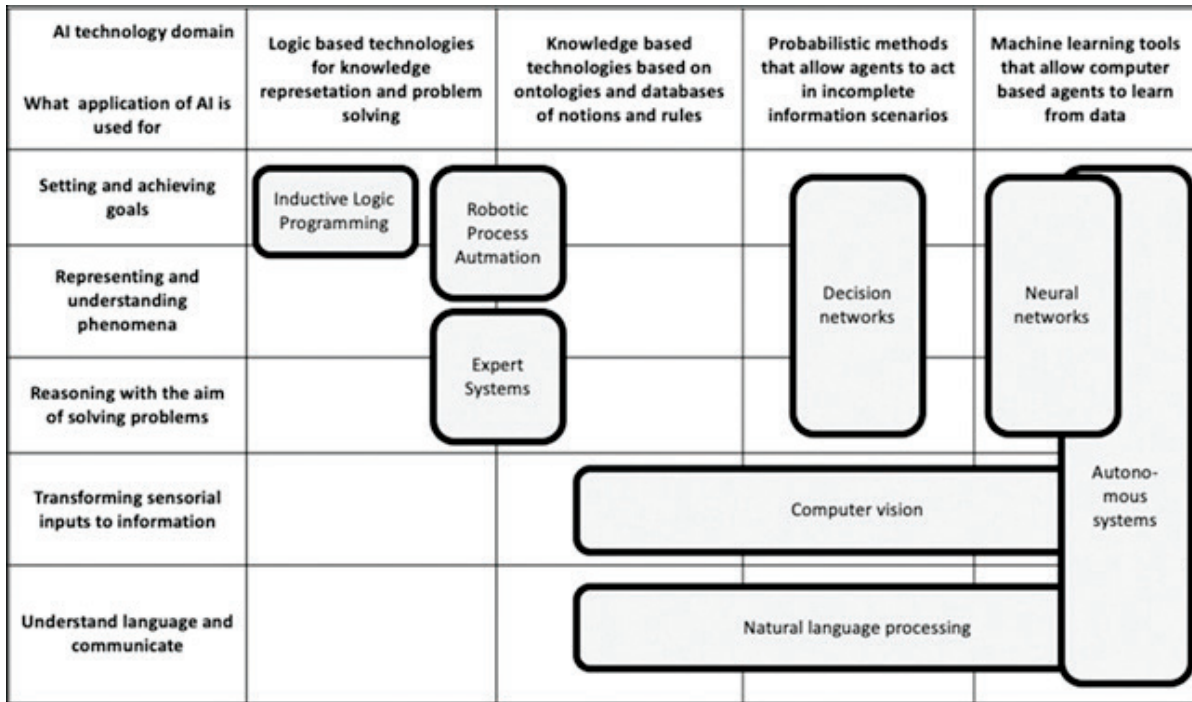 AI technology domain
What application of AI is
used for
Logic based technologies
for knowledge
represetation and problem
solving
Knowledge based
technologies based on
ontologies and databases
of notions and rules
Probabilistic methods
that allow agents to act
in incomplete
information scenarios
Machine learning tools
that allow computer
based agents to learn
from data
Setting and achieving
goals
Inductive Logic
Programming
Robotic
Process
Autmation
Representing and
understanding
phenomena
Decision
networks
Neural
networks
Reasoning with the aim
of solving problems
Expert
Systems
Transforming sensorial
inputs to information
Computer vision
Autono-
mous
systems
Understand language and
communicate
Natural language processing